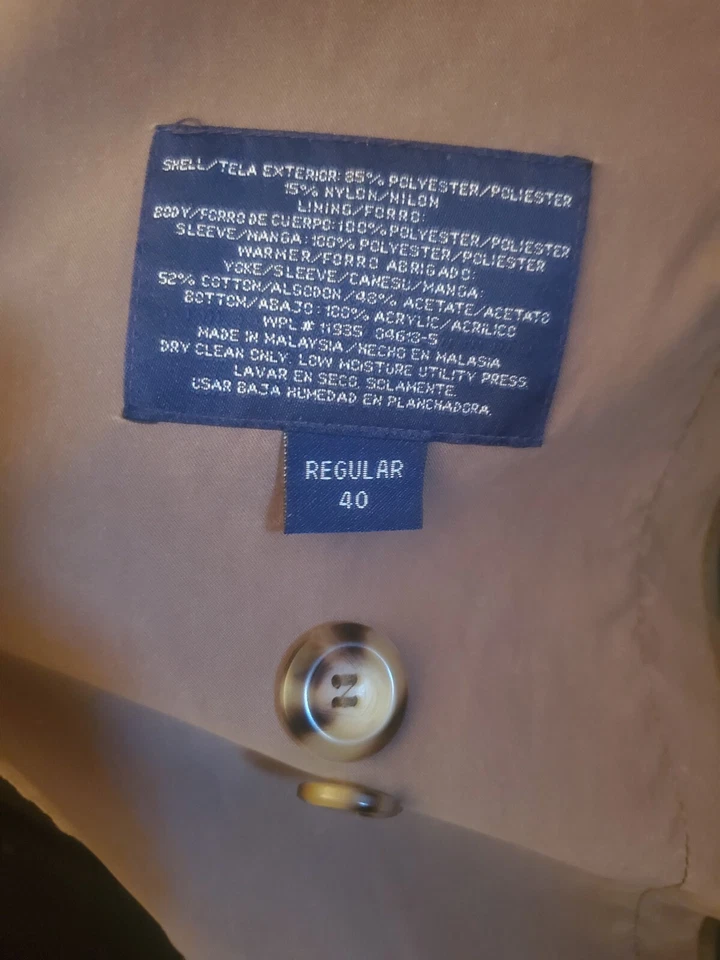 SHELL/TELA EXTERIOR: 85% POLYESTER/POLIESTER
15% NYLON/NILON
LINING/FORRO:
BODY/FORRO DE CUERPO: 100% POLYESTER/POLIESTER
SLEEVE/MANGA: 100% POLYESTER/POLIESTER
WARMER/FORRO ABRIGADO:
YOKE/SLEEVE/CANESU/MANGA:
52% COTTON/ALGODON/48% ACETATE/ACETATO
BOTTOM/ABAJO: 100% ACRYLIC/ACRILICO
WPL# 11935 04613-5
MADE IN MALAYSIA/HECHO EN MALASIA
DRY CLEAN ONLY. LOW MOISTURE UTILITY PRESS.
LAVAR EN SECO SOLAMENTE.
USAR BAJA HUMEDAD EN PLANCHADORA.
REGULAR
40